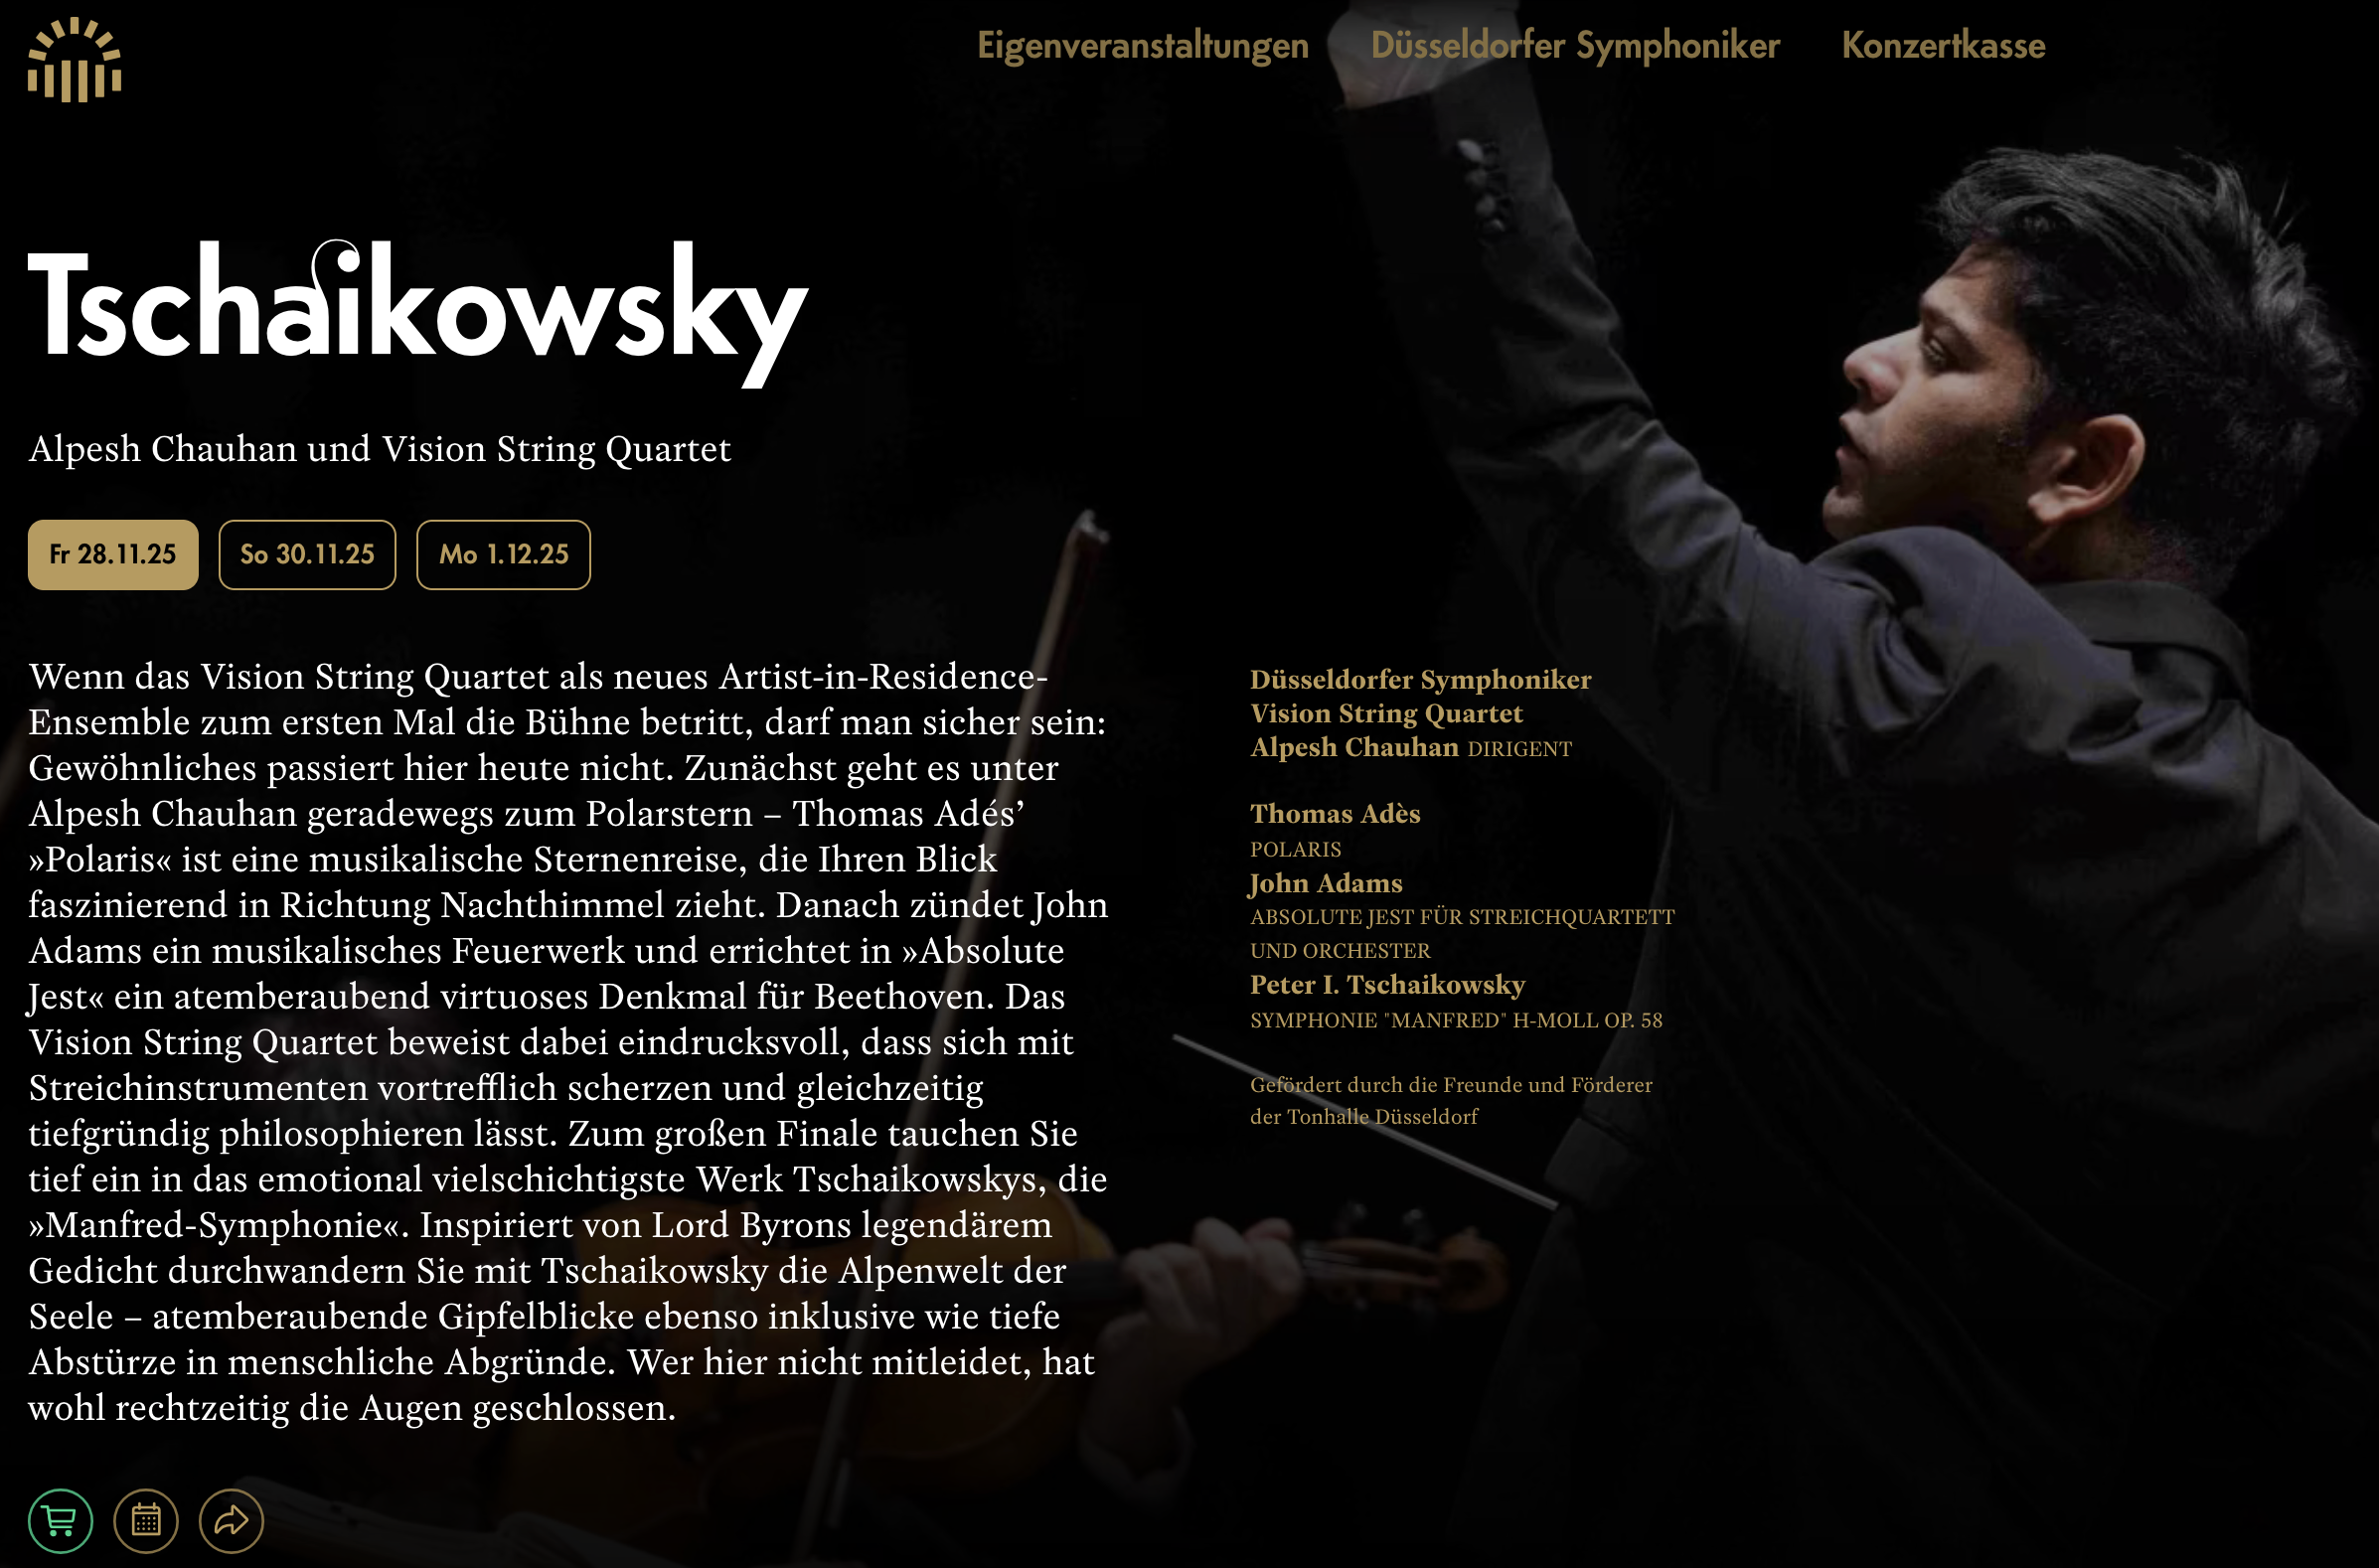 Eigenveranstaltungen Düsseldorfer Symphoniker Konzertkasse
Tschaikowsky
Alpesh Chauhan und Vision String Quartet
Fr 28.11.25 So 30.11.25 Mo 1.12.25
Wenn das Vision String Quartet als neues Artist-in-Residence-
Ensemble zum ersten Mal die Bühne betritt, darf man sicher sein:
Gewöhnliches passiert hier heute nicht. Zunächst geht es unter
Alpesh Chauhan geradewegs zum Polarstern – Thomas Adés’
»Polaris« ist eine musikalische Sternenreise, die Ihren Blick
faszinierend in Richtung Nachthimmel zieht. Danach zündet John
Adams ein musikalisches Feuerwerk und errichtet in »Absolute
Jest« ein atemberaubend virtuoses Denkmal für Beethoven. Das
Vision String Quartet beweist dabei eindrucksvoll, dass sich mit
Streichinstrumenten vortrefflich scherzen und gleichzeitig
tiefgründig philosophieren lässt. Zum großen Finale tauchen Sie
tief ein in das emotional vielschichtigste Werk Tschaikowskys, die
»Manfred-Symphonie«. Inspiriert von Lord Byrons legendärem
Gedicht durchwandern Sie mit Tschaikowsky die Alpenwelt der
Seele – atemberaubende Gipfelblicke ebenso inklusive wie tiefe
Abstürze in menschliche Abgründe. Wer hier nicht mitleidet, hat
wohl rechtzeitig die Augen geschlossen.
Düsseldorfer Symphoniker
Vision String Quartet
Alpesh Chauhan DIRIGENT
Thomas Adès
POLARIS
John Adams
ABSOLUTE JEST FÜR STREICHQUARTETT
UND ORCHESTER
Peter I. Tschaikowsky
SYMPHONIE "MANFRED" H-MOLL OP. 58
Gefördert durch die Freunde und Förderer
der Tonhalle Düsseldorf